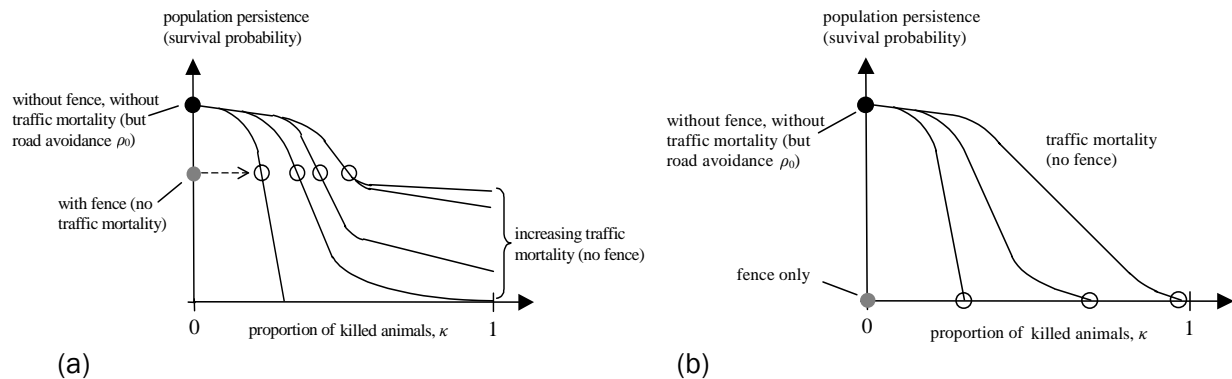 population persistence
(survival probability)
without fence, without
traffic mortality (but
road avoidance ρ0)
with fence (no
traffic mortality)
increasing traffic
mortality (no fence)
0
1
proportion of killed animals, κ
(a)
population persistence
(suvival probability)
without fence, without
traffic mortality (but
road avoidance ρ0)
traffic mortality
(no fence)
fence only
0
1
proportion of killed animals, κ
(b)